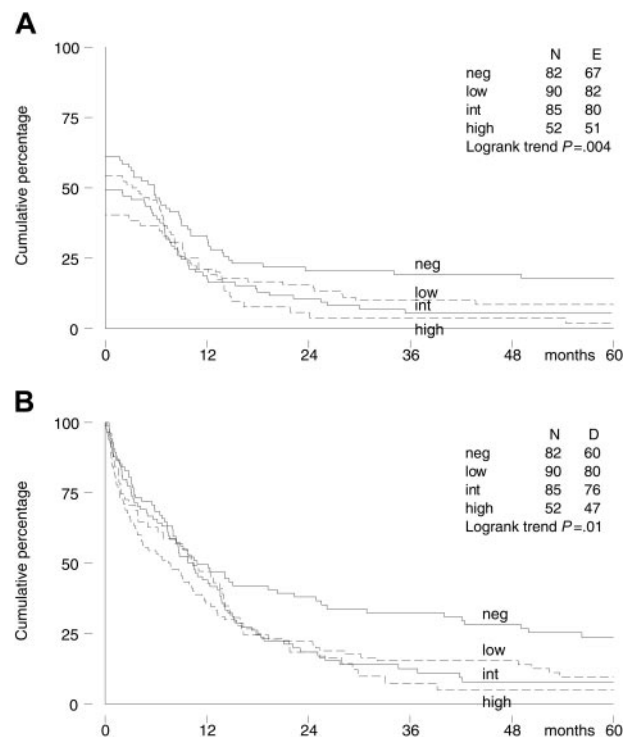 A
Cumulative percentage
100
75
50
25
0
N E
neg 82 67
low 90 82
int 85 80
high 52 51
Logrank trend P=.004
neg
low
int
high
0 12 24 36 48 months 60
B
Cumulative percentage
100
75
50
25
0
N D
neg 82 60
low 90 80
int 85 76
high 52 47
Logrank trend P=.01
neg
low
int
high
0 12 24 36 48 months 60